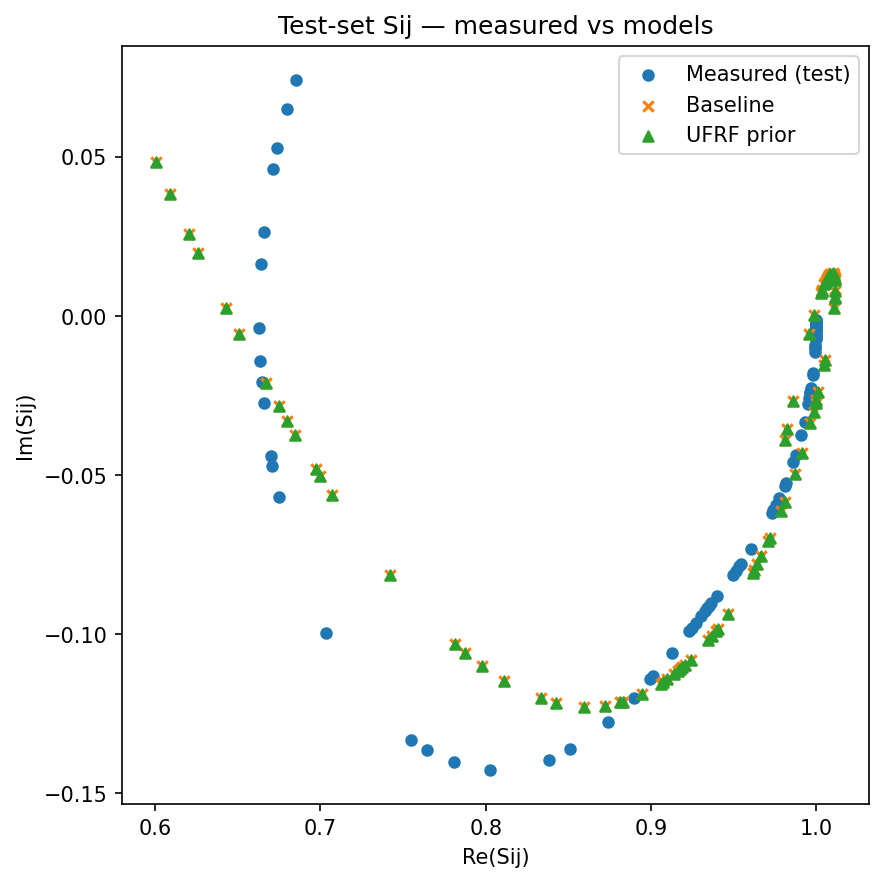 Test-set Sij — measured vs models
Measured (test)
Baseline
UFRF prior
Im(Sij)
0.05
0.00
−0.05
−0.10
−0.15
0.6 0.7 0.8 0.9 1.0
Re(Sij)